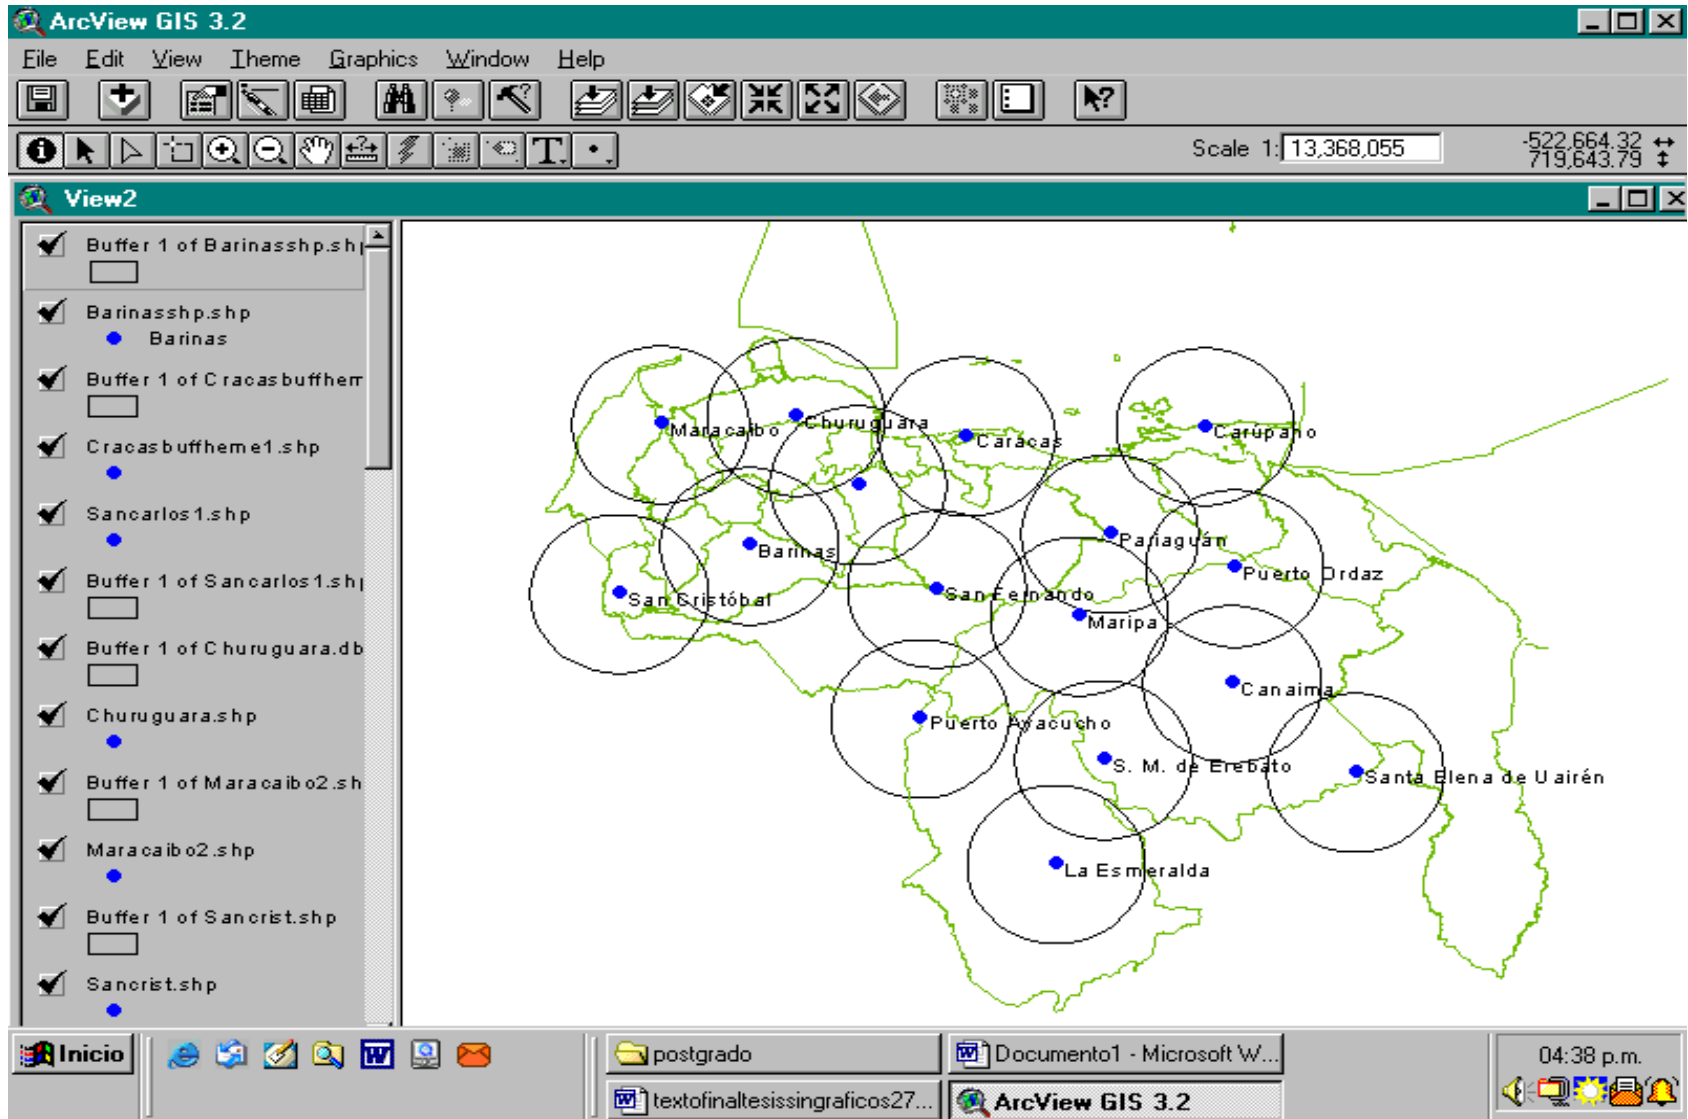 ArcView GIS 3.2
File Edit View Theme Graphics Window Help
Scale 1: 13,368,055
-522,664.32
719,643.79
View2
Buffer 1 of Barinasshp.sh
Barinasshp.shp
Barinas
Buffer 1 of Cracasbuffhem
Cracasbuffheme1.shp
Sancarlos1.shp
Buffer 1 of Sancarlos1.sh
Buffer 1 of Churuguara.db
Churuguara.shp
Buffer 1 of Maracaibo2.sh
Maracaibo2.shp
Buffer 1 of Sancrist.shp
Sancrist.shp
Maracaibo
Churuguara
Caracas
Carúpano
Barinas
Pariaguán
Puerto Ordaz
San Cristóbal
San Fernando
Maripa
Canaima
Puerto Ayacucho
S. M. de Erebato
Santa Elena de Uairén
La Esmeralda
Inicio
postgrado
Documento1 - Microsoft W...
04:38 p.m.
textofinaltesissingraficos27...
ArcView GIS 3.2